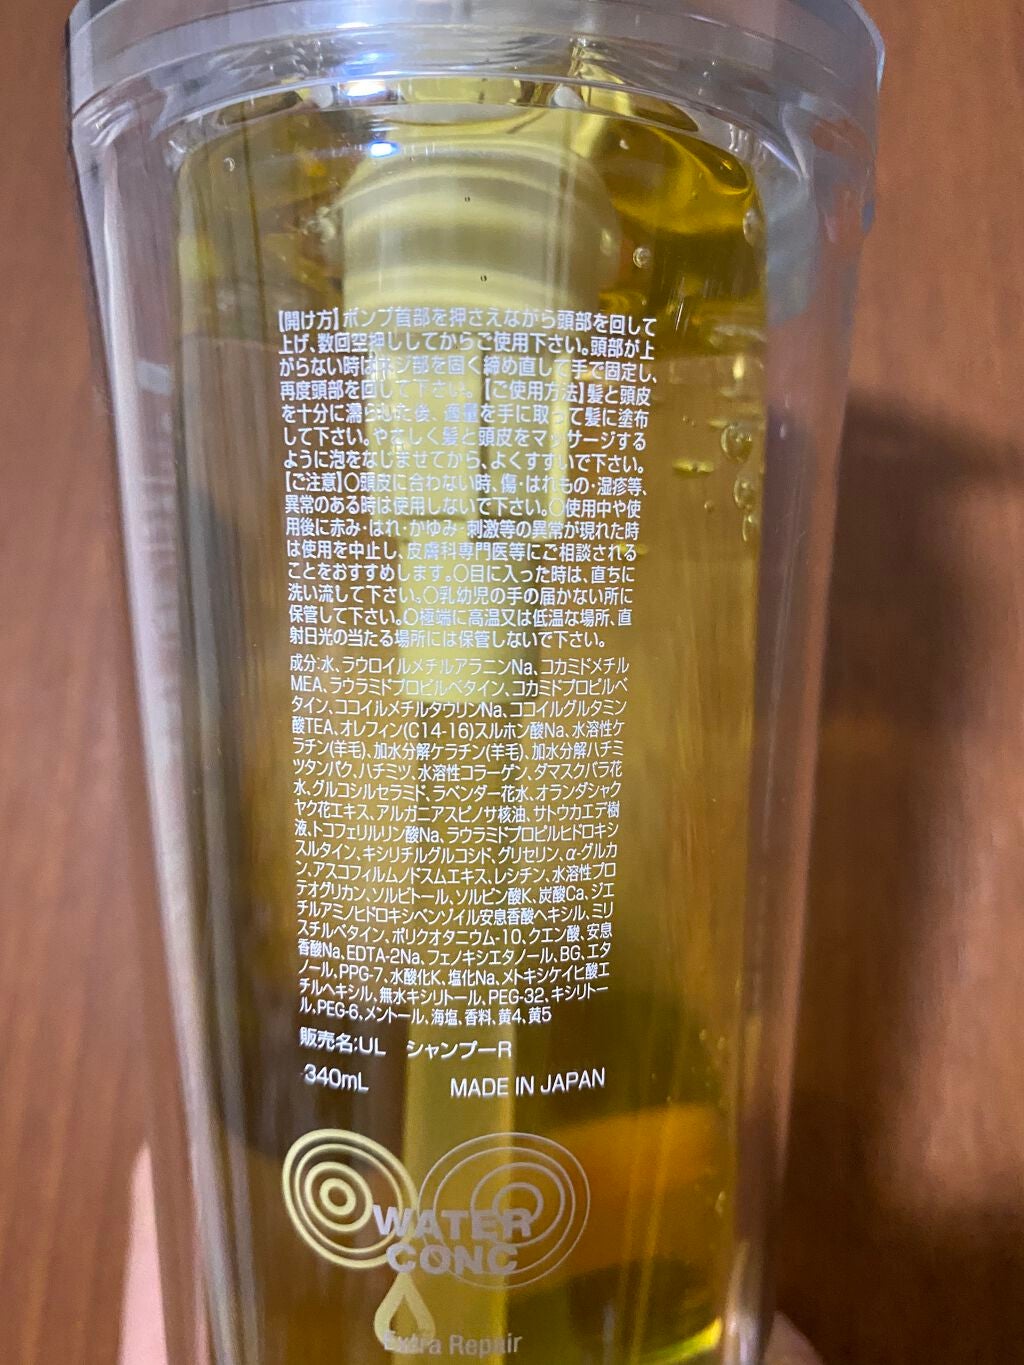 【開け方】ポンプ首部を押さえながら頭部を回して
上げ、数回空押ししてからご使用下さい。頭部が上
がらない時はネジ部を固く締め直して手で固定し、
再度頭部を回して下さい。【ご使用方法】髪と頭皮
を十分に濡らした後、適量を手に取って髪に塗布
して下さい。やさしく髪と頭皮をマッサージする
ように泡をなじませてから、よくすすいで下さい。
【ご注意】〇頭皮に合わない時、傷・はれもの・湿疹等、
異常のある時は使用しないで下さい。〇使用中や使
用後に赤み・はれ・かゆみ・刺激等の異常が現れた時
は使用を中止し、皮膚科専門医等にご相談される
ことをおすすめします。〇目に入った時は、直ちに
洗い流して下さい。〇乳幼児の手の届かない所に
保管して下さい。〇極端に高温又は低温な場所、直
射日光の当たる場所には保管しないで下さい。
成分:水、ラウロイルメチルアラニンNa、コカミドメチル
MEA、ラウラミドプロピルベタイン、コカミドプロピルベ
タイン、ココイルメチルタウリンNa、ココイルグルタミン
酸TEA、オレフィン(C14-16)スルホン酸Na、水溶性ケ
ラチン(羊毛)、加水分解ケラチン(羊毛)、加水分解ハチミ
ツタンパク、ハチミツ、水溶性コラーゲン、ダマスクバラ花
水、グルコシルセラミド、ラベンダー花水、オランダシャク
ヤク花エキス、アルガニアスピノサ核油、サトウカエデ樹
液、トコフェリルリン酸Na、ラウラミドプロピルヒドロキシ
スルタイン、キシリチルグルコシド、グリセリン、α-グルカ
ン、アスコフィルムノドスムエキス、レシチン、水溶性プロ
テオグリカン、ソルビトール、ソルビン酸K、炭酸Ca、ジエ
チルアミノヒドロキシベンゾイル安息香酸ヘキシル、ミリ
スチルベタイン、ポリクオタニウム-10、クエン酸、安息
香酸Na、EDTA-2Na、フェノキシエタノール、BG、エタ
ノール、PPG-7、水酸化K、塩化Na、メトキシケイヒ酸エ
チルヘキシル、無水キシリトール、PEG-32、キシリトー
ル、PEG-6、メントール、海塩、香料、黄4、黄5
販売名:UL シャンプーR
340mL MADE IN JAPAN
WATER
CONC
Extra Repair